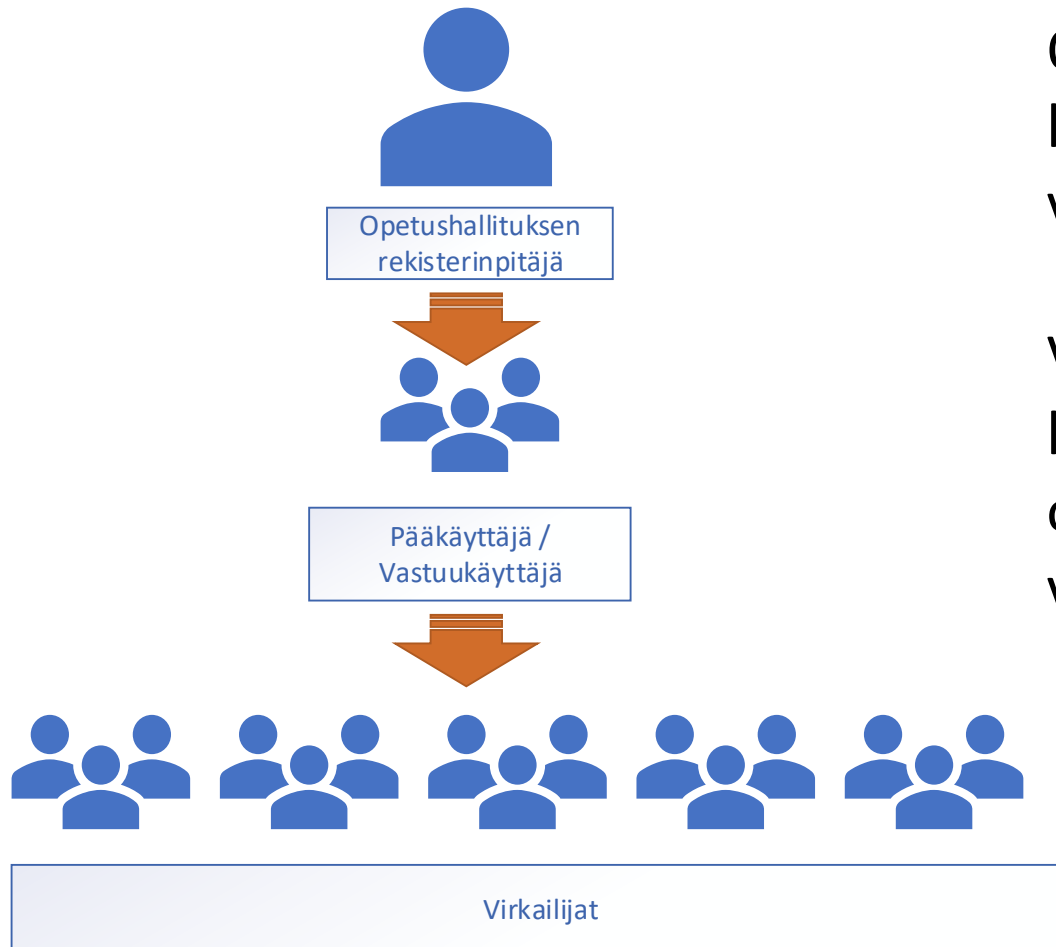 Opetushallituksen
rekisterinpitäjä
Pääkäyttäjä /
Vastuukäyttäjä
Virkailijat